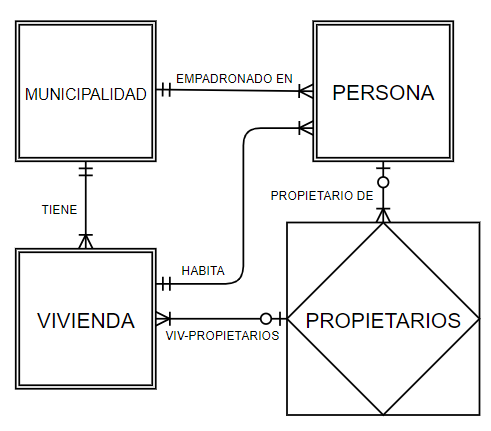 EMPADRONADO EN
MUNICIPALIDAD
PERSONA
PROPIETARIO DE
TIENE
HABITA
VIVIENDA
PROPIETARIOS
VIV-PROPIETARIOS